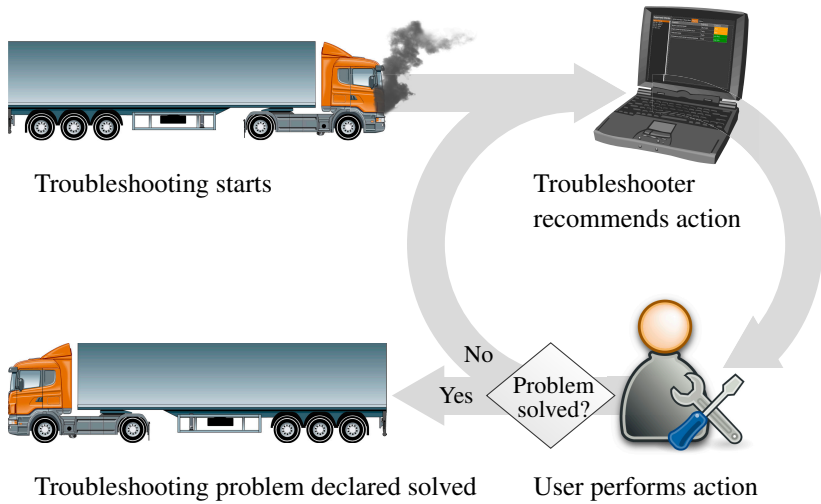 Troubleshooting starts
Troubleshooter
recommends action
No
Yes
Problem
solved?
Troubleshooting problem declared solved
User performs action